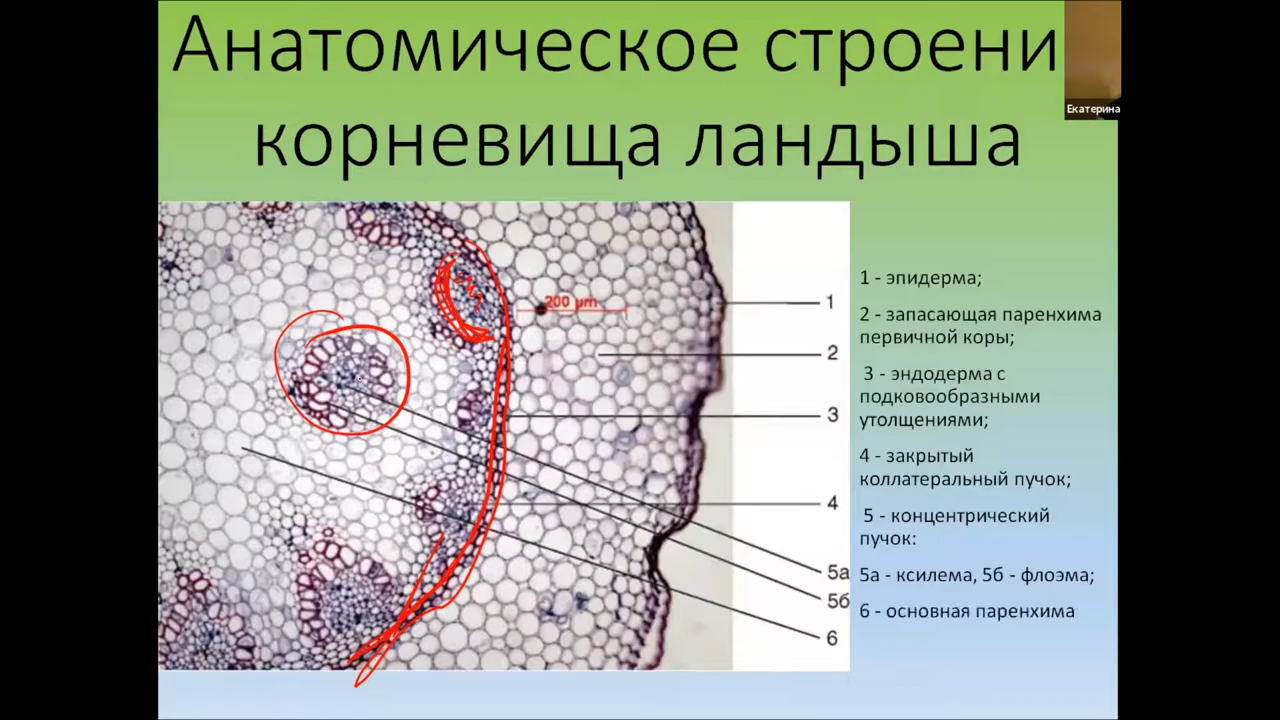 Анатомическое строени
корневища ландыша
Екатерина
200 µm
1
2
3
4
5а
5б
6
1 - эпидерма;
2 - запасающая паренхима
первичной коры;
3 - эндодерма с
подковообразными
утолщениями;
4 - закрытый
коллатеральный пучок;
5 - концентрический
пучок:
5а - ксилема, 5б - флоэма;
6 - основная паренхима